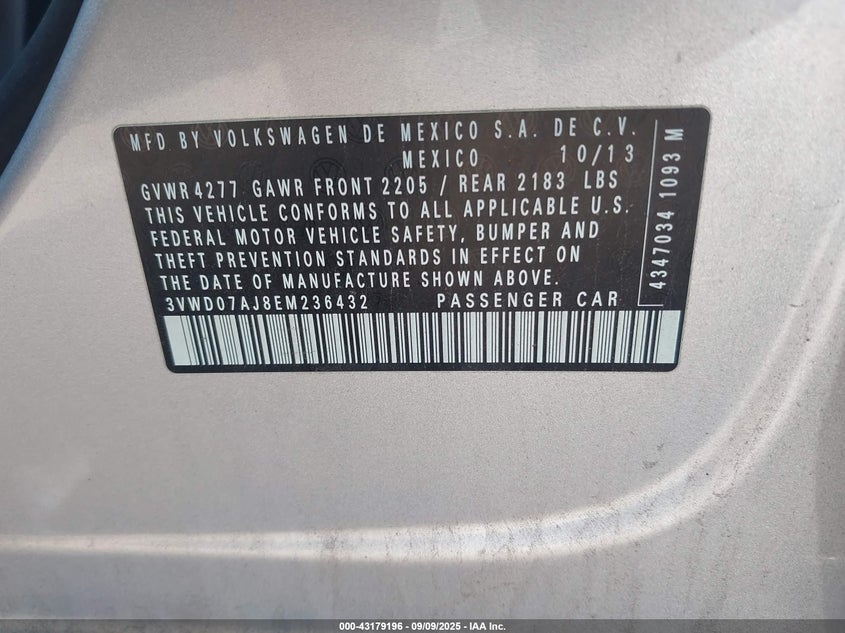 MFD BY VOLKSWAGEN DE MEXICO S.A. DE C.V.
MEXICO 10/13
GVWR 4277 GAWR FRONT 2205 / REAR 2183 LBS
THIS VEHICLE CONFORMS TO ALL APPLICABLE U.S.
FEDERAL MOTOR VEHICLE SAFETY, BUMPER AND
THEFT PREVENTION STANDARDS IN EFFECT ON
THE DATE OF MANUFACTURE SHOWN ABOVE.
3VWD07AJ8EM236432 PASSENGER CAR
4347034 1093 M
000-43179196 - 09/09/2025 - IAA Inc.